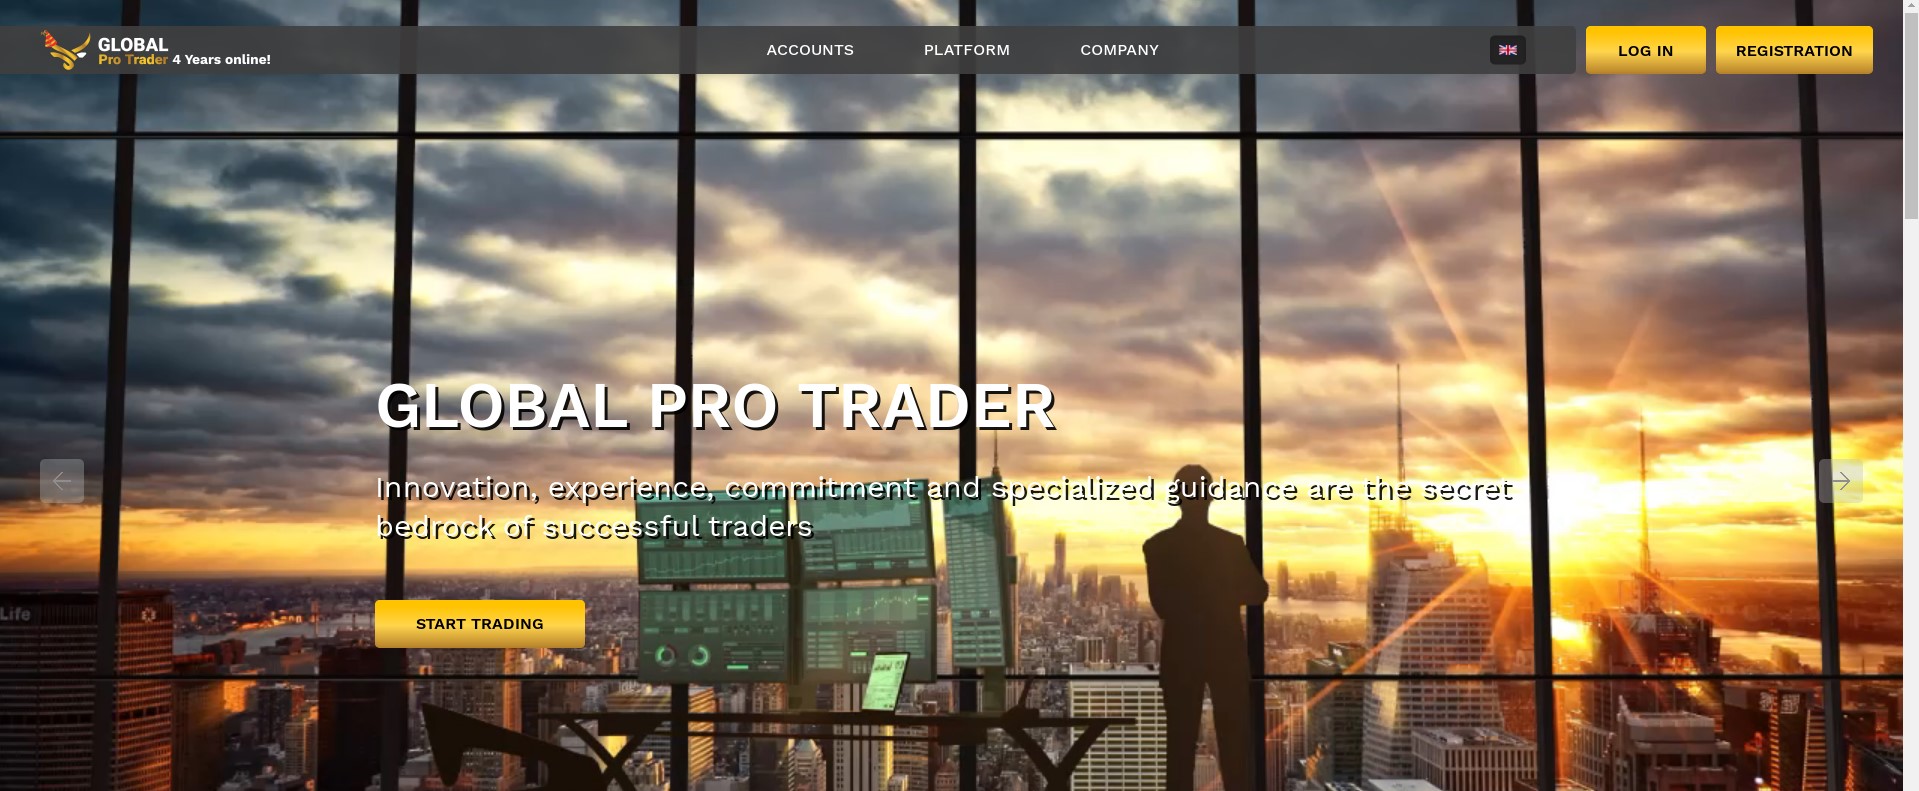 GLOBAL
Pro Trader 4 Years online!
ACCOUNTS
PLATFORM
COMPANY
LOG IN
REGISTRATION
GLOBAL PRO TRADER
Innovation, experience, commitment and specialized guidance are the secret
bedrock of successful traders
Life
START TRADING